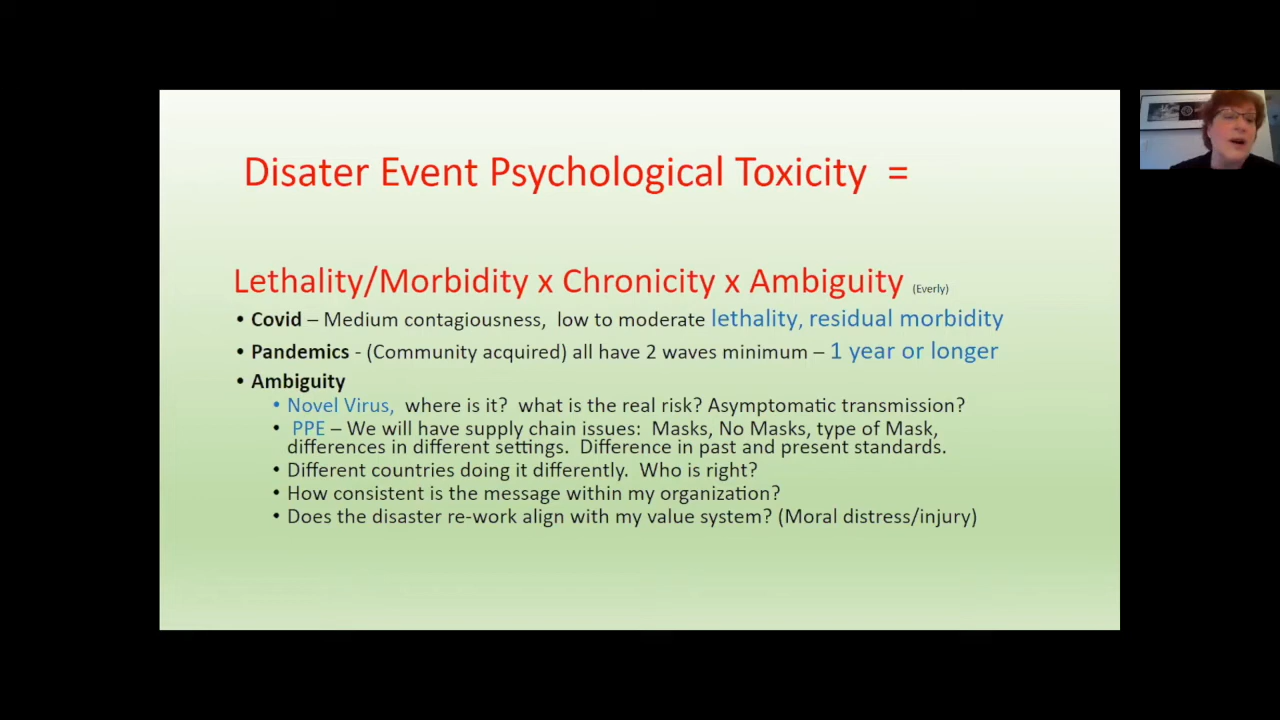 Disater Event Psychological Toxicity =
Lethality/Morbidity x Chronicity x Ambiguity (Everly)
• Covid – Medium contagiousness, low to moderate lethality, residual morbidity
• Pandemics - (Community acquired) all have 2 waves minimum – 1 year or longer
• Ambiguity
• Novel Virus, where is it? what is the real risk? Asymptomatic transmission?
• PPE – We will have supply chain issues: Masks, No Masks, type of Mask,
differences in different settings. Difference in past and present standards.
• Different countries doing it differently. Who is right?
• How consistent is the message within my organization?
• Does the disaster re-work align with my value system? (Moral distress/injury)